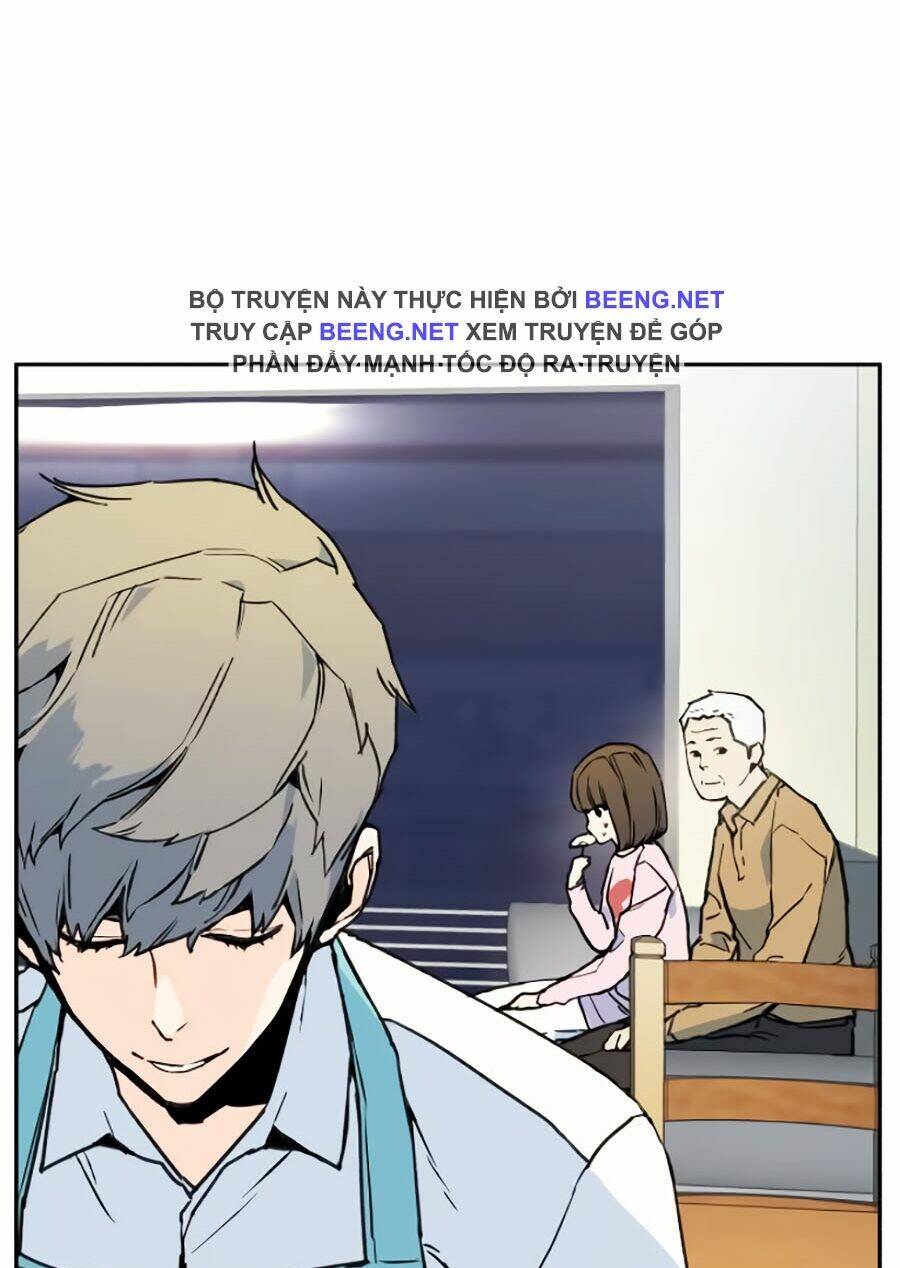 BỘ TRUYỆN NÀY THỰC HIỆN BỞI BEENG.NET
TRUY CẬP BEENG.NET XEM TRUYỆN ĐỂ GÓP
PHẦN ĐẨY MẠNH TỐC ĐỘ RA TRUYỆN